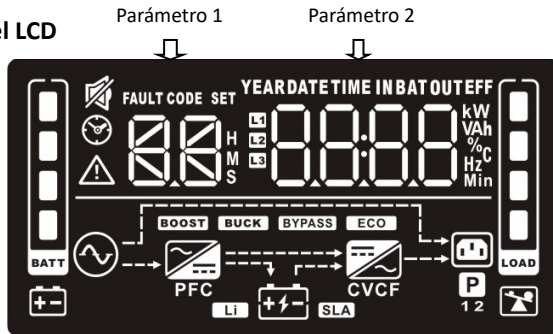 Parámetro 1 Parámetro 2
el LCD
YEAR DATE TIME IN BAT OUT EFF
FAULT CODE SET
L1 kW
H L2 VAh
M L3 % °C
S Hz
Min
BOOST BUCK BYPASS ECO
BATT LOAD
PFC CVCF P
Li + - SLA 1 2
+ -